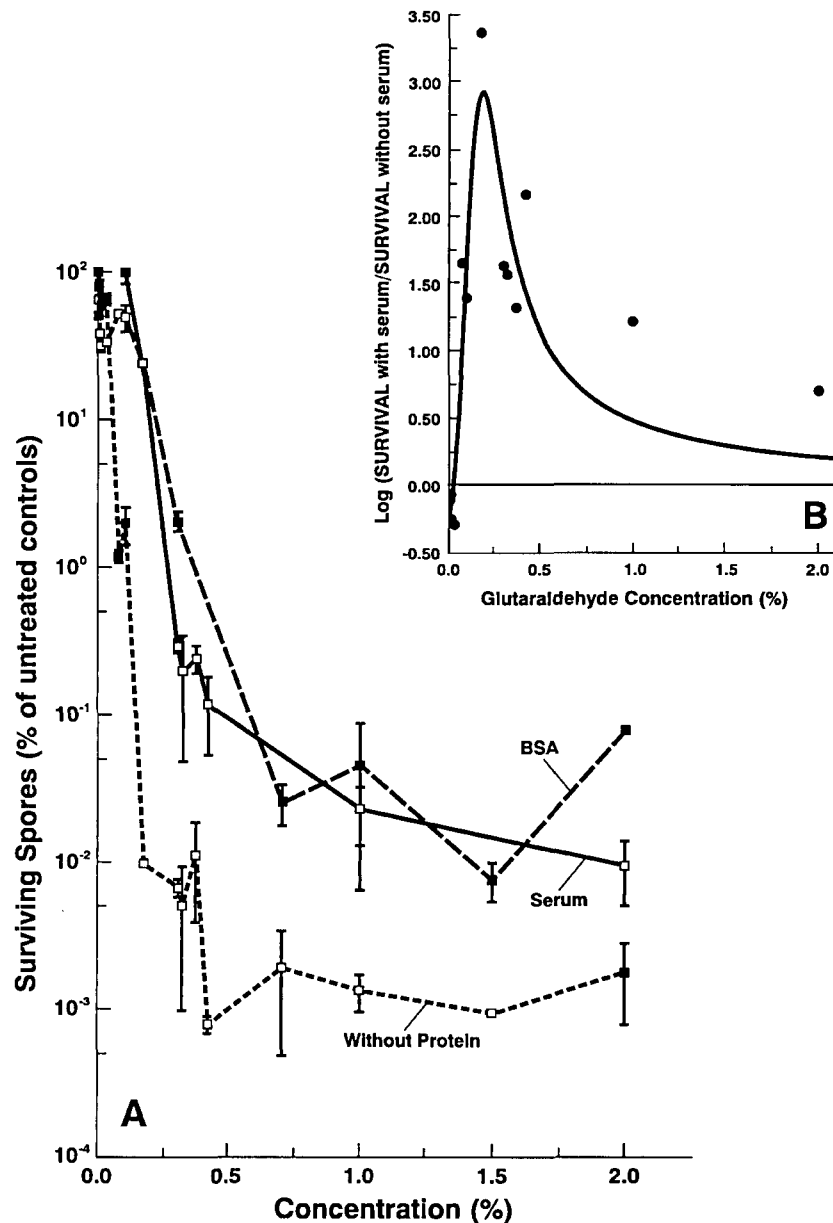 3.50
3.00
2.50
2.00
1.50
1.00
0.50
0.00
-0.50
Log (SURVIVAL with serum/SURVIVAL without serum)
B
0.0
0.5
1.0
1.5
2.0
Glutaraldehyde Concentration (%)
10²
10¹
10⁰
10⁻¹
10⁻²
10⁻³
10⁻⁴
Surviving Spores (% of untreated controls)
BSA
Serum
Without Protein
A
0.0
0.5
1.0
1.5
2.0
Concentration (%)